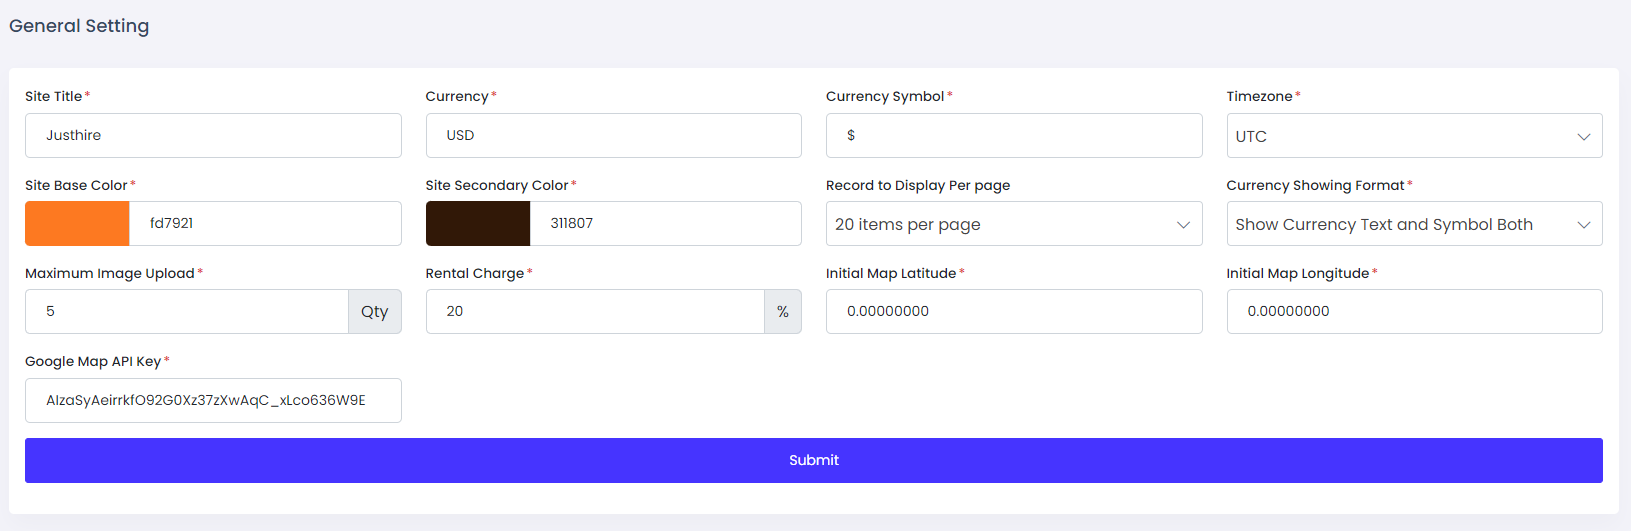 General Setting
Site Title* Currency* Currency Symbol* Timezone*
Justhire USD $ UTC
Site Base Color* Site Secondary Color* Record to Display Per page Currency Showing Format*
fd7921 311807 20 items per page Show Currency Text and Symbol Both
Maximum Image Upload* Rental Charge* Initial Map Latitude* Initial Map Longitude*
5 Qty 20 % 0.00000000 0.00000000
Google Map API Key*
AIzaSyAeirrkfO92G0Xz37zXwAqC_xLco636W9E
Submit